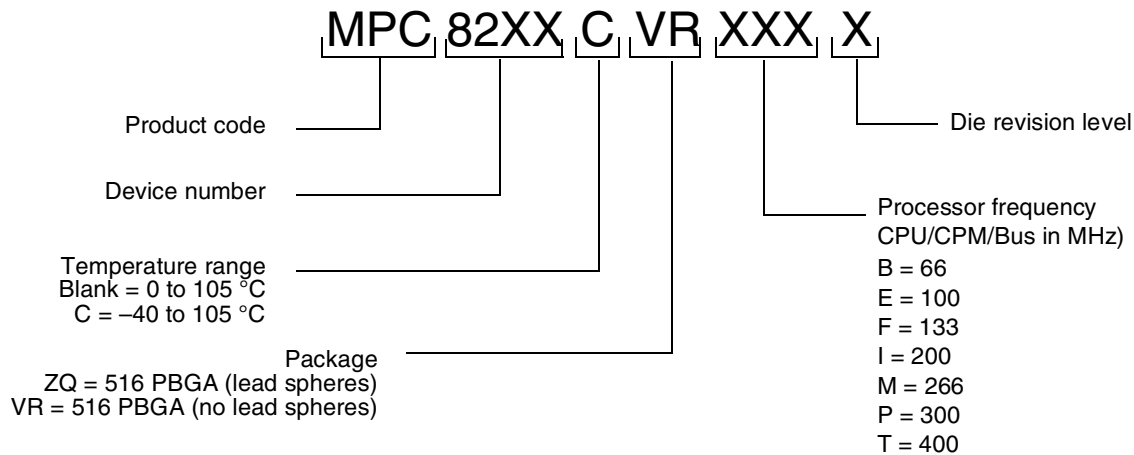 MPC 82XX C VR XXX X
Product code
Device number
Temperature range
Blank = 0 to 105 °C
C = –40 to 105 °C
Package
ZQ = 516 PBGA (lead spheres)
VR = 516 PBGA (no lead spheres)
Die revision level
Processor frequency
CPU/CPM/Bus in MHz)
B = 66
E = 100
F = 133
I = 200
M = 266
P = 300
T = 400